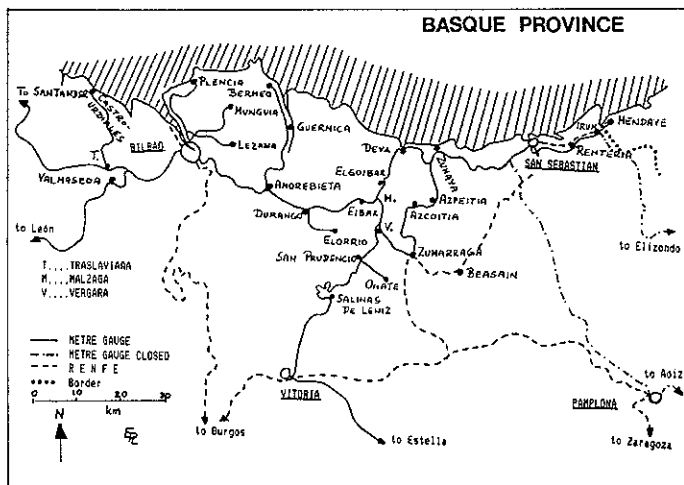 BASQUE PROVINCE
To SANTANDER
CASTRO-
URDIALES
PLENCIA
BERMEO
MUNGUIA
GUERNICA
BILBAO
LEZAMA
T.
VALMASEDA
to León
AMOREBIETA
DURANGO
ELORRIO
EIBAR
ELGOIBAR
DEVA
ZUMAYA
M.
V.
AZPEITIA
AZCOITIA
ZUMARRAGA
BEASAIN
SAN PRUDENCIO
OÑATE
SALINAS
DE LENIZ
SAN SEBASTIAN
RENTERIA
IRUN
HENDAYE
to Elizondo
T....TRASLAVIAÑA
M....MALZAGA
V....VERGARA
METRE GAUGE
METRE GAUGE CLOSED
R E N F E
Border
0 10 20 30
km
N
VITORIA
to Burgos
to Estella
to Aoiz
PAMPLONA
to Zaragoza